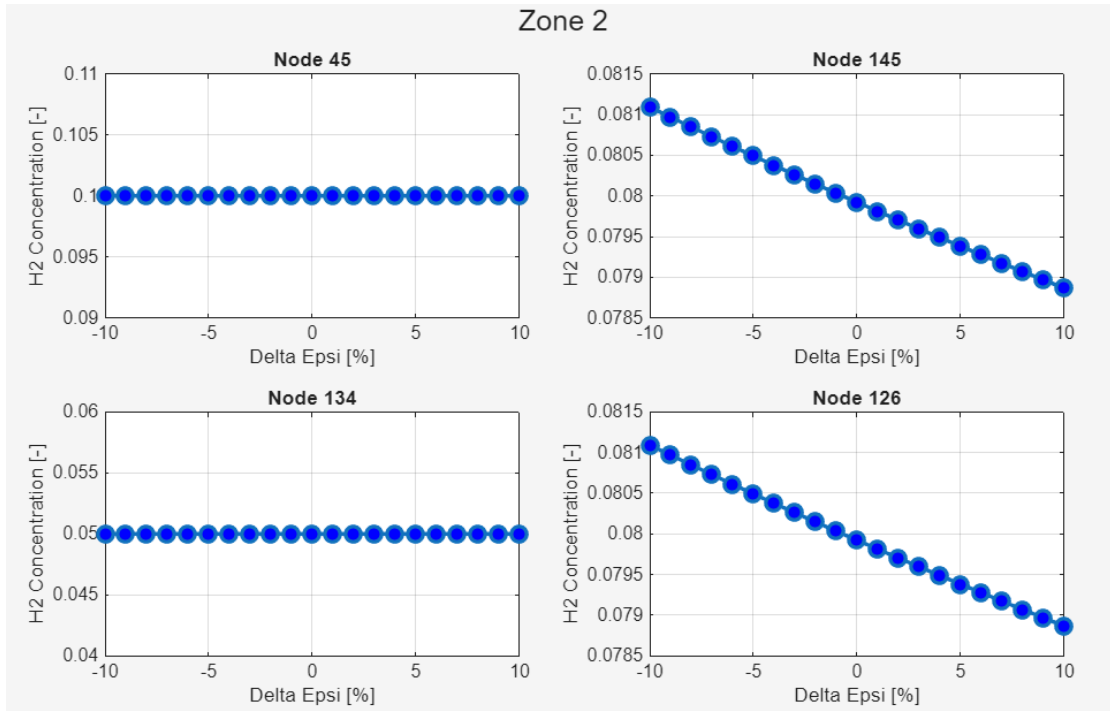 Zone 2
Node 45
0.11
0.105
0.1
0.095
0.09
H2 Concentration [-]
-10 -5 0 5 10
Delta Epsi [%]
Node 145
0.0815
0.081
0.0805
0.08
0.0795
0.079
0.0785
H2 Concentration [-]
-10 -5 0 5 10
Delta Epsi [%]
Node 134
0.06
0.055
0.05
0.045
0.04
H2 Concentration [-]
-10 -5 0 5 10
Delta Epsi [%]
Node 126
0.0815
0.081
0.0805
0.08
0.0795
0.079
0.0785
H2 Concentration [-]
-10 -5 0 5 10
Delta Epsi [%]